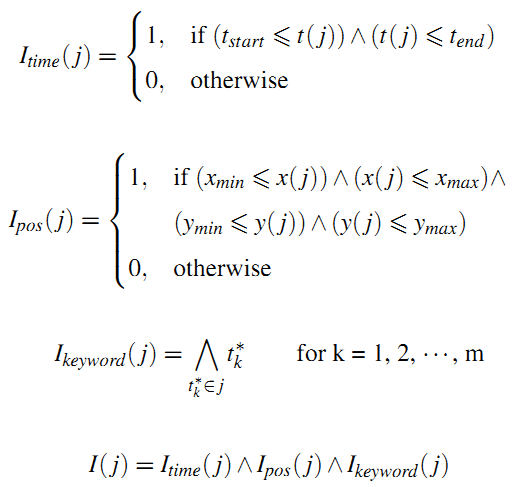 I_{time}(j) = { 1, if (t_{start} ⩽ t(j)) ∧ (t(j) ⩽ t_{end})
0, otherwise
I_{pos}(j) = { 1, if (x_{min} ⩽ x(j)) ∧ (x(j) ⩽ x_{max}) ∧
(y_{min} ⩽ y(j)) ∧ (y(j) ⩽ y_{max})
0, otherwise
I_{keyword}(j) = ⋀_{t_k^* ∈ j} t_k^* for k = 1, 2, ⋯, m
I(j) = I_{time}(j) ∧ I_{pos}(j) ∧ I_{keyword}(j)